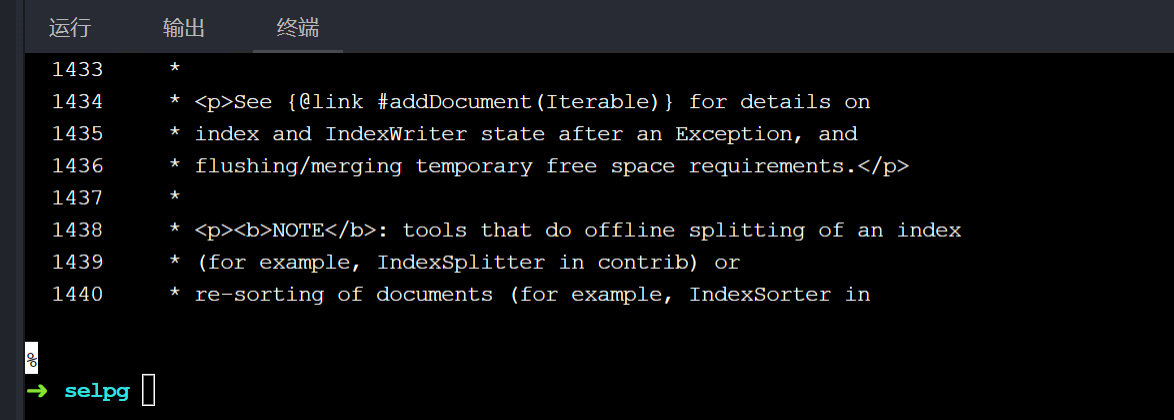 运行 输出 终端
1433     *
1434     * <p>See {@link #addDocument(Iterable)} for details on
1435     * index and IndexWriter state after an Exception, and
1436     * flushing/merging temporary free space requirements.</p>
1437     *
1438     * <p><b>NOTE</b>: tools that do offline splitting of an index
1439     * (for example, IndexSplitter in contrib) or
1440     * re-sorting of documents (for example, IndexSorter in
%
➜ selpg